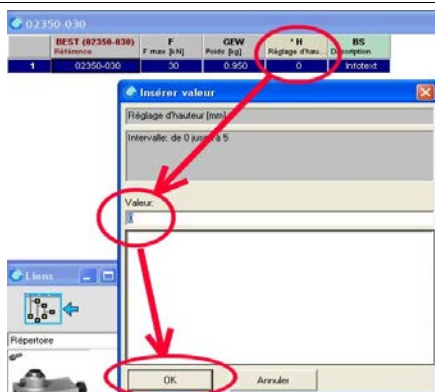 02350-030
BEST (02350-030) F GEW * H BS
Référence F max [kN] Poids [kg] Réglage d'hau... Description
1 02350-030 30 0.950 0 Infotext
Insérer valeur
Réglage d'hauteur [mm]
Intervalle: de 0 jusqu'à 5
Valeur:
0
Liens
Répertoire
OK Annuler